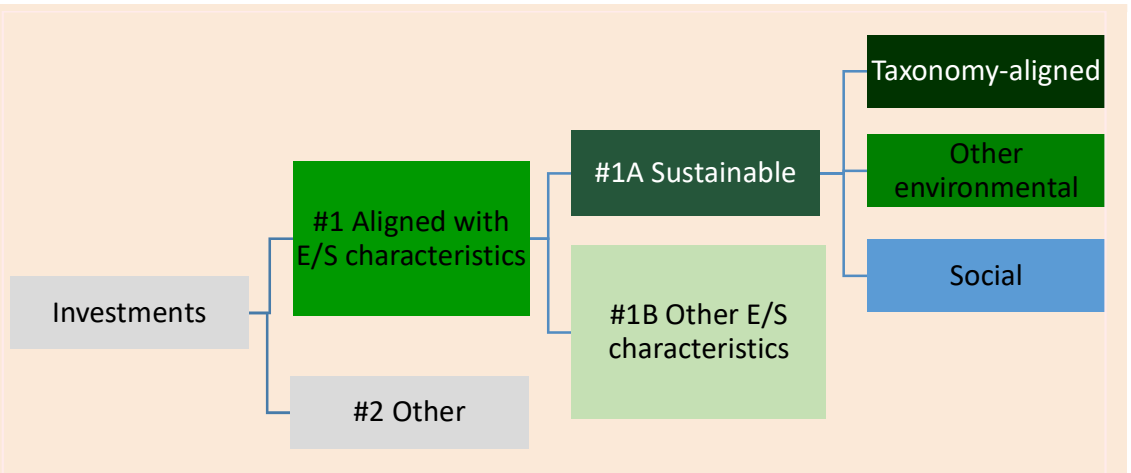 Investments
#1 Aligned with
E/S characteristics
#2 Other
#1A Sustainable
#1B Other E/S
characteristics
Taxonomy-aligned
Other
environmental
Social